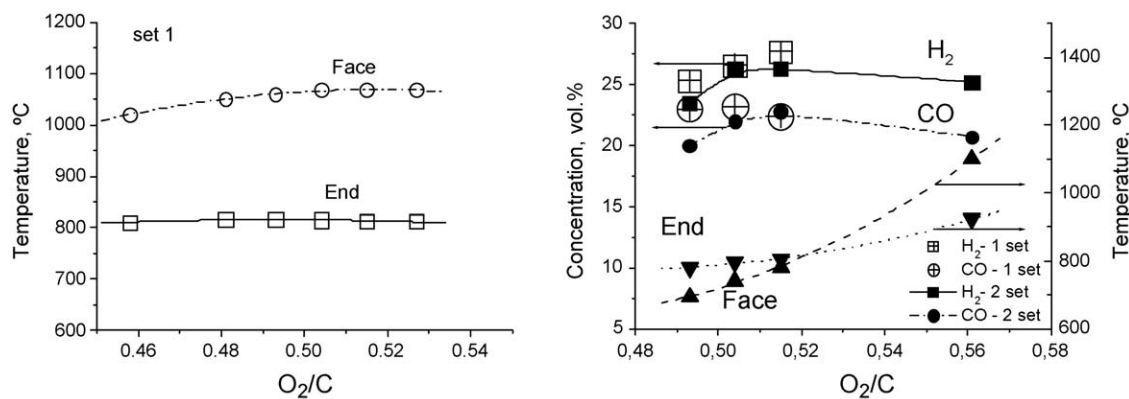 1200
1100
1000
900
800
700
600
Temperature, ºC
set 1
Face
End
0.46
0.48
0.50
0.52
0.54
O₂/C
30
25
20
15
10
5
Concentration, vol.%
H₂
CO
End
Face
H₂- 1 set
CO - 1 set
H₂- 2 set
CO - 2 set
1400
1200
1000
800
600
Temperature, ºC
0,48
0,50
0,52
0,54
0,56
0,58
O₂/C